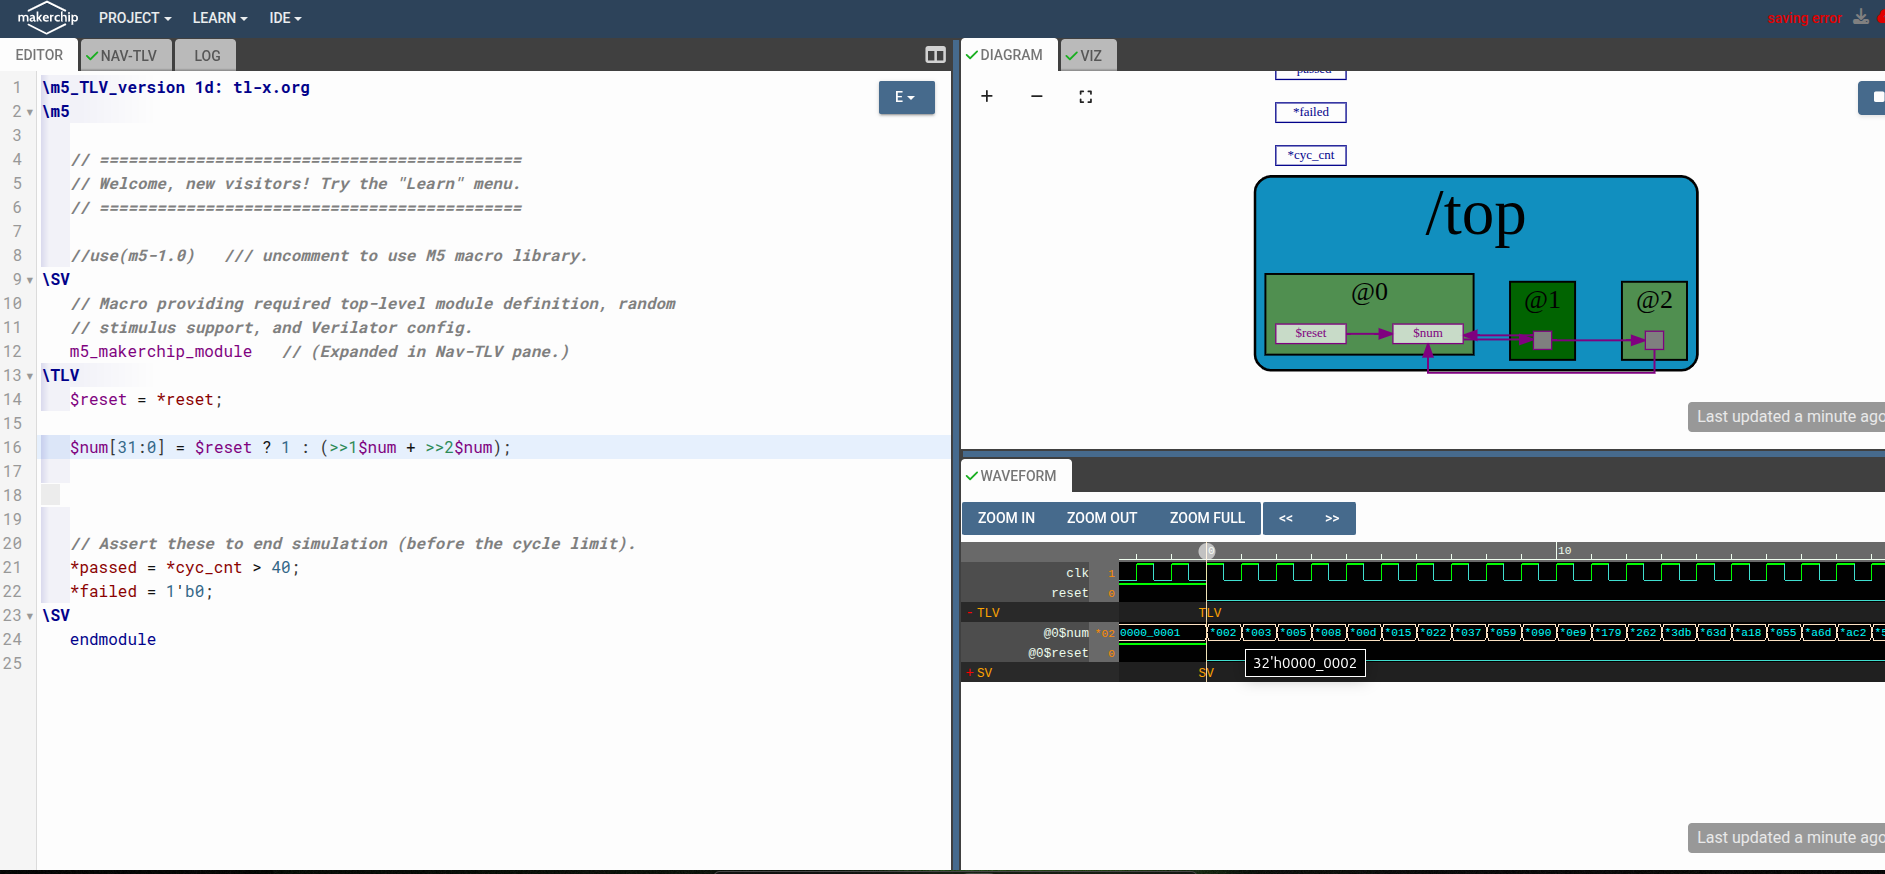 makerchip PROJECT LEARN IDE saving error
EDITOR NAV-TLV LOG
E
1 \m5_TLV_version 1d: tl-x.org
2 \m5
3
4 // ============================================
5 // Welcome, new visitors! Try the "Learn" menu.
6 // ============================================
7
8 //use(m5-1.0) /// uncomment to use M5 macro library.
9 \SV
10 // Macro providing required top-level module definition, random
11 // stimulus support, and Verilator config.
12 m5_makerchip_module // (Expanded in Nav-TLV pane.)
13 \TLV
14 $reset = *reset;
15
16 $num[31:0] = $reset ? 1 : (>>1$num + >>2$num);
17
18
19
20 // Assert these to end simulation (before the cycle limit).
21 *passed = *cyc_cnt > 40;
22 *failed = 1'b0;
23 \SV
24 endmodule
25
DIAGRAM VIZ
+ −
*failed
*cyc_cnt
/top
@0 @1 @2
$reset $num
Last updated a minute ago
WAVEFORM
ZOOM IN ZOOM OUT ZOOM FULL << >>
0 10
clk 1
reset 0
- TLV TLV
@0$num *02 0000_0001 *002 *003 *005 *008 *00d *015 *022 *037 *059 *090 *0e9 *179 *262 *3db *63d *a18 *055 *a6d *ac2
@0$reset 0
32'h0000_0002
+ SV SV
Last updated a minute ago